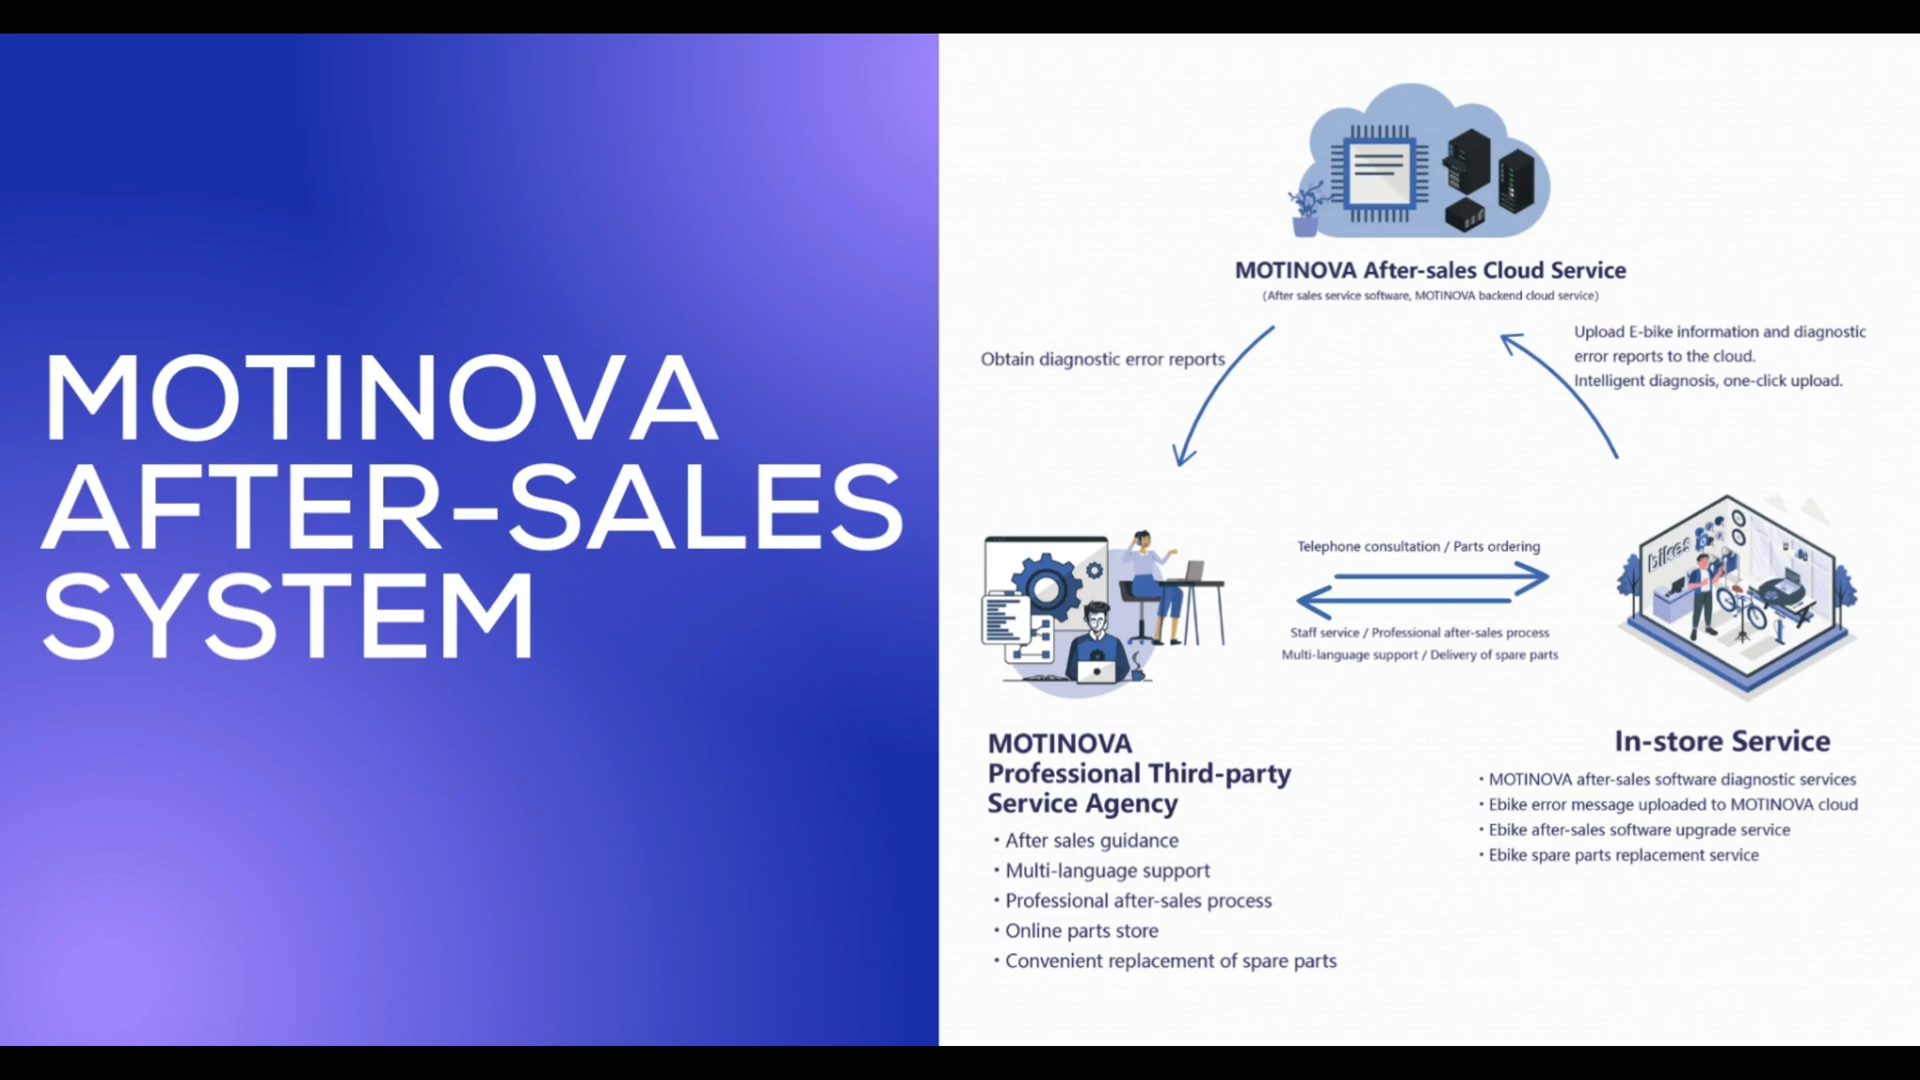 MOTINOVA
AFTER-SALES
SYSTEM
MOTINOVA After-sales Cloud Service
(After sales service software, MOTINOVA backend cloud service)
Obtain diagnostic error reports
Upload E-bike information and diagnostic
error reports to the cloud.
Intelligent diagnosis, one-click upload.
Telephone consultation / Parts ordering
Staff service / Professional after-sales process
Multi-language support / Delivery of spare parts
bikes
MOTINOVA
Professional Third-party
Service Agency
• After sales guidance
• Multi-language support
• Professional after-sales process
• Online parts store
• Convenient replacement of spare parts
In-store Service
• MOTINOVA after-sales software diagnostic services
• Ebike error message uploaded to MOTINOVA cloud
• Ebike after-sales software upgrade service
• Ebike spare parts replacement service